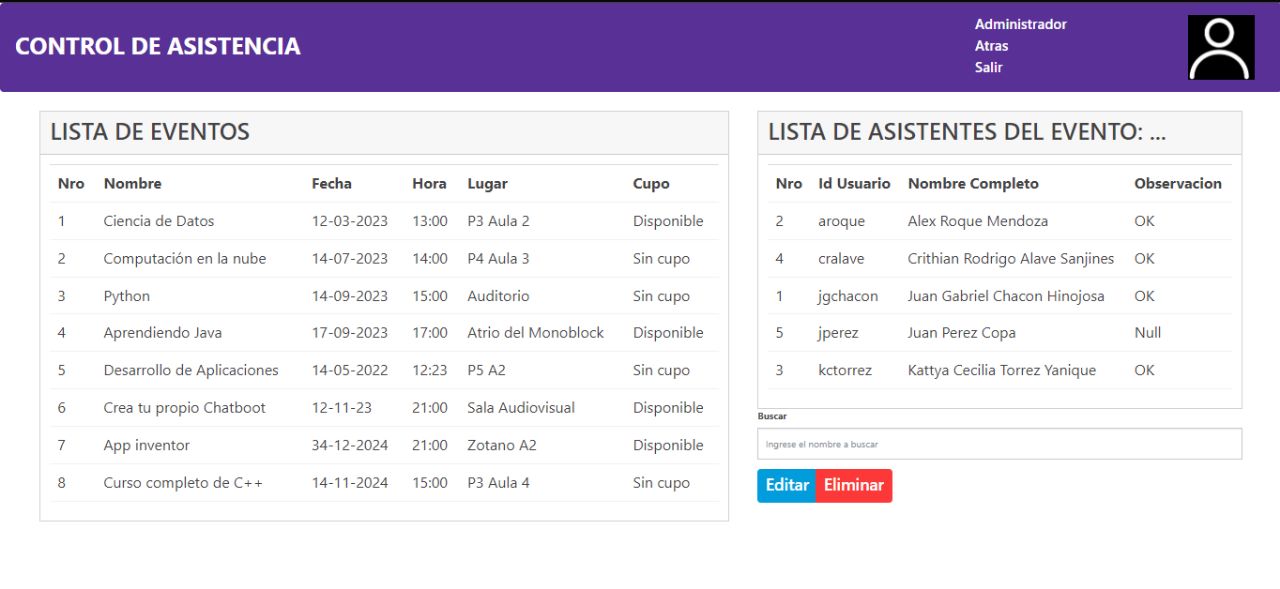 CONTROL DE ASISTENCIA
Administrador
Atras
Salir
LISTA DE EVENTOS
Nro Nombre Fecha Hora Lugar Cupo
1 Ciencia de Datos 12-03-2023 13:00 P3 Aula 2 Disponible
2 Computación en la nube 14-07-2023 14:00 P4 Aula 3 Sin cupo
3 Python 14-09-2023 15:00 Auditorio Sin cupo
4 Aprendiendo Java 17-09-2023 17:00 Atrio del Monoblock Disponible
5 Desarrollo de Aplicaciones 14-05-2022 12:23 P5 A2 Sin cupo
6 Crea tu propio Chatboot 12-11-23 21:00 Sala Audiovisual Disponible
7 App inventor 34-12-2024 21:00 Zotano A2 Disponible
8 Curso completo de C++ 14-11-2024 15:00 P3 Aula 4 Sin cupo
LISTA DE ASISTENTES DEL EVENTO: ...
Nro Id Usuario Nombre Completo Observacion
2 aroque Alex Roque Mendoza OK
4 cralave Crithian Rodrigo Alave Sanjines OK
1 jgchacon Juan Gabriel Chacon Hinojosa OK
5 jperez Juan Perez Copa Null
3 kctorrez Kattya Cecilia Torrez Yanique OK
Buscar
Ingrese el nombre a buscar
Editar Eliminar